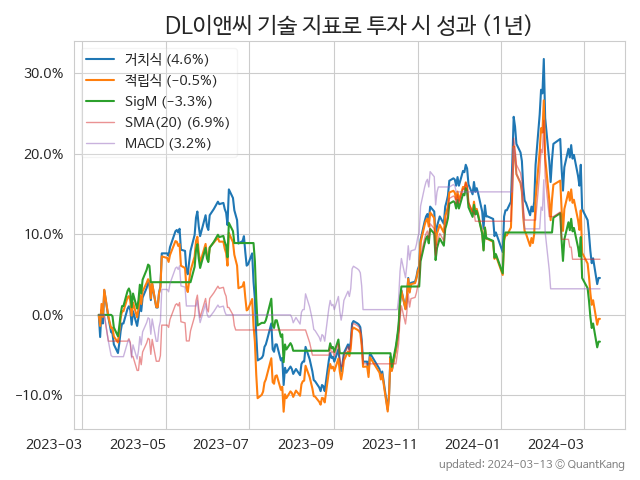 DL이앤씨 기술 지표로 투자 시 성과 (1년)
거치식 (4.6%)
적립식 (−0.5%)
SigM (−3.3%)
SMA(20) (6.9%)
MACD (3.2%)
30.0%
20.0%
10.0%
0.0%
−10.0%
2023-03 2023-05 2023-07 2023-09 2023-11 2024-01 2024-03
updated: 2024-03-13 ⓒ QuantKang